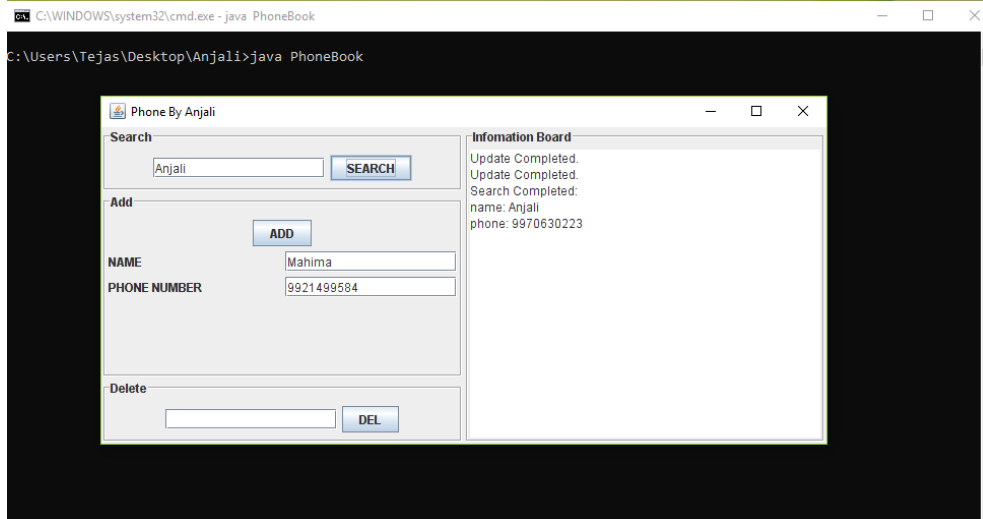 C:\WINDOWS\system32\cmd.exe - java PhoneBook
C:\Users\Tejas\Desktop\Anjali>java PhoneBook
Phone By Anjali
Search
Anjali SEARCH
Add
ADD
NAME Mahima
PHONE NUMBER 9921499584
Delete
DEL
Infomation Board
Update Completed.
Update Completed.
Search Completed:
name: Anjali
phone: 9970630223